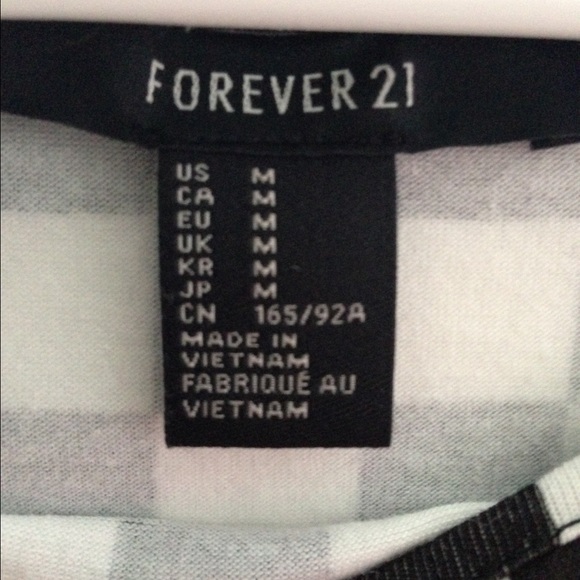 FOREVER 21
US M
CA M
EU M
UK M
KR M
JP M
CN 165/92A
MADE IN
VIETNAM
FABRIQUÉ AU
VIETNAM